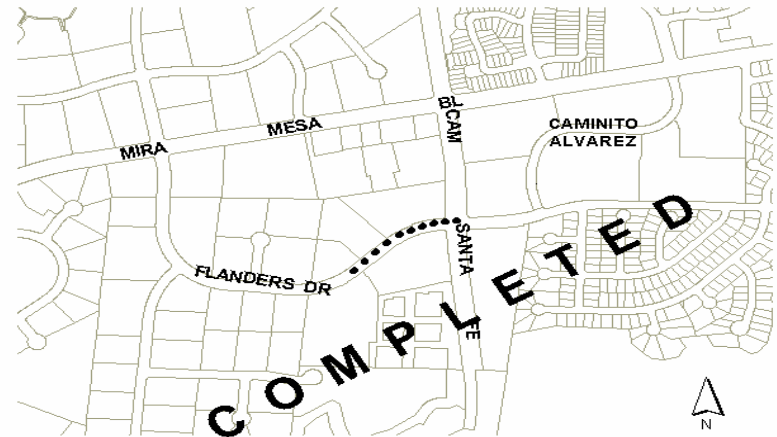 MIRA MESA BL
CAM SANTA FE
CAMINITO
ALVAREZ
FLANDERS DR
COMPLETED
N